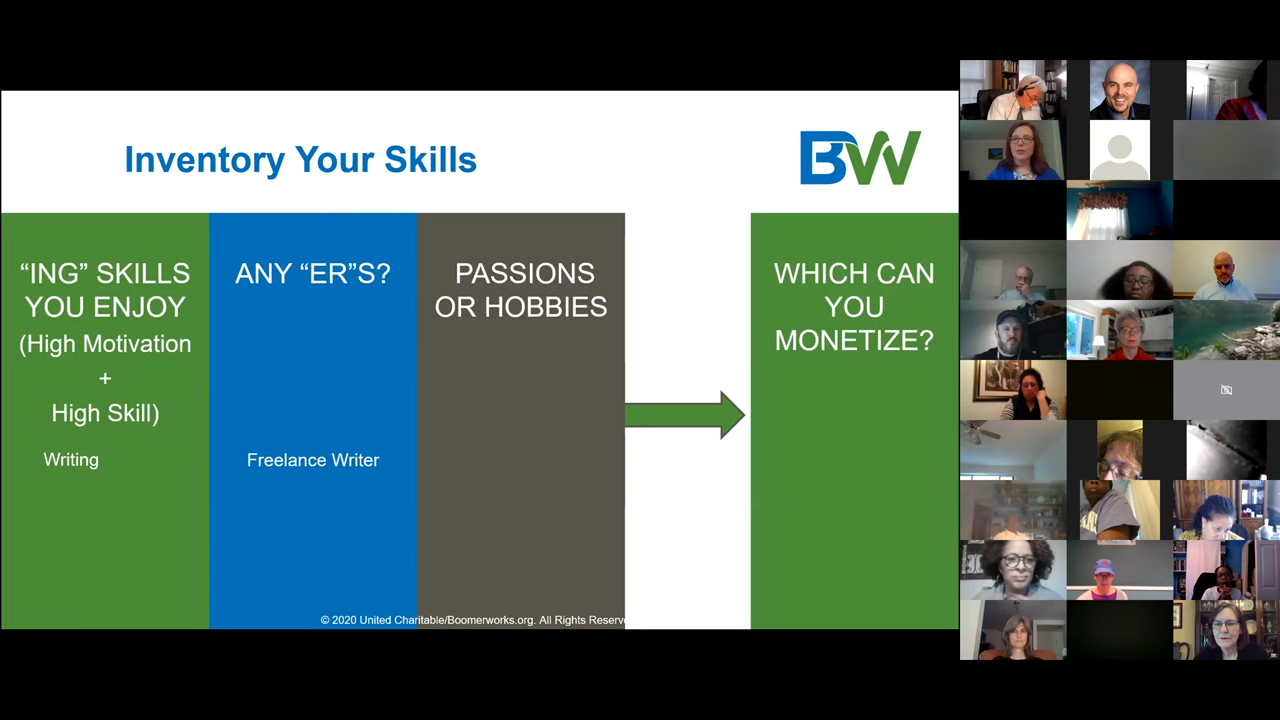 Inventory Your Skills
BW
“ING” SKILLS
YOU ENJOY
(High Motivation
+
High Skill)
Writing
ANY “ER”S?
Freelance Writer
PASSIONS
OR HOBBIES
WHICH CAN
YOU
MONETIZE?
© 2020 United Charitable/Boomerworks.org. All Rights Reserv